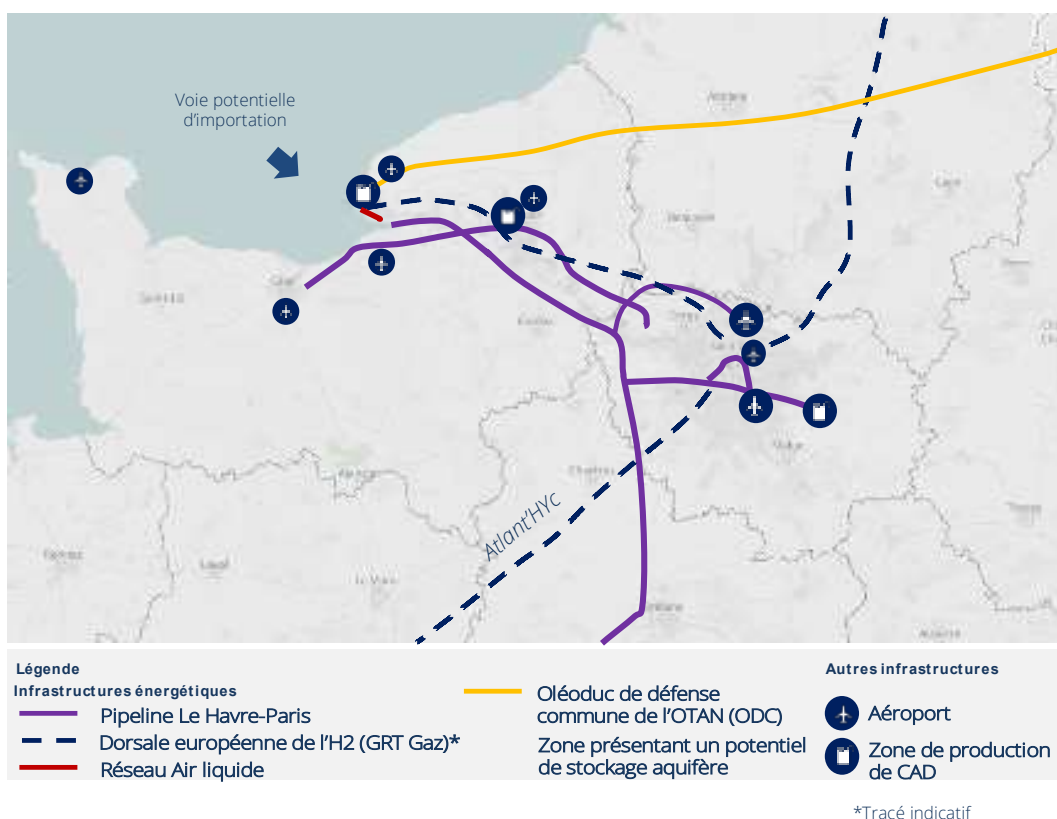 Voie potentielle
d'importation
Atlant'HYc
Légende
Infrastructures énergétiques
Pipeline Le Havre-Paris
Dorsale européenne de l'H2 (GRT Gaz)*
Réseau Air liquide
Oléoduc de défense
commune de l'OTAN (ODC)
Zone présentant un potentiel
de stockage aquifère
Autres infrastructures
Aéroport
Zone de production
de CAD
*Tracé indicatif